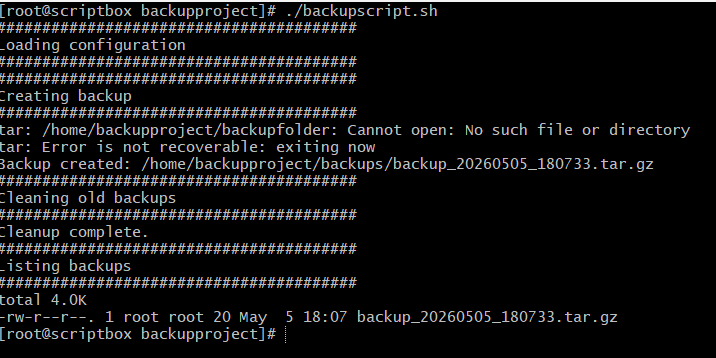 [root@scriptbox backupproject]# ./backupscript.sh
########################################
Loading configuration
########################################
########################################
Creating backup
########################################
tar: /home/backupproject/backupfolder: Cannot open: No such file or directory
tar: Error is not recoverable: exiting now
Backup created: /home/backupproject/backups/backup_20260505_180733.tar.gz
########################################
Cleaning old backups
########################################
Cleanup complete.
########################################
Listing backups
########################################
total 4.0K
-rw-r--r--. 1 root root 20 May  5 18:07 backup_20260505_180733.tar.gz
[root@scriptbox backupproject]#